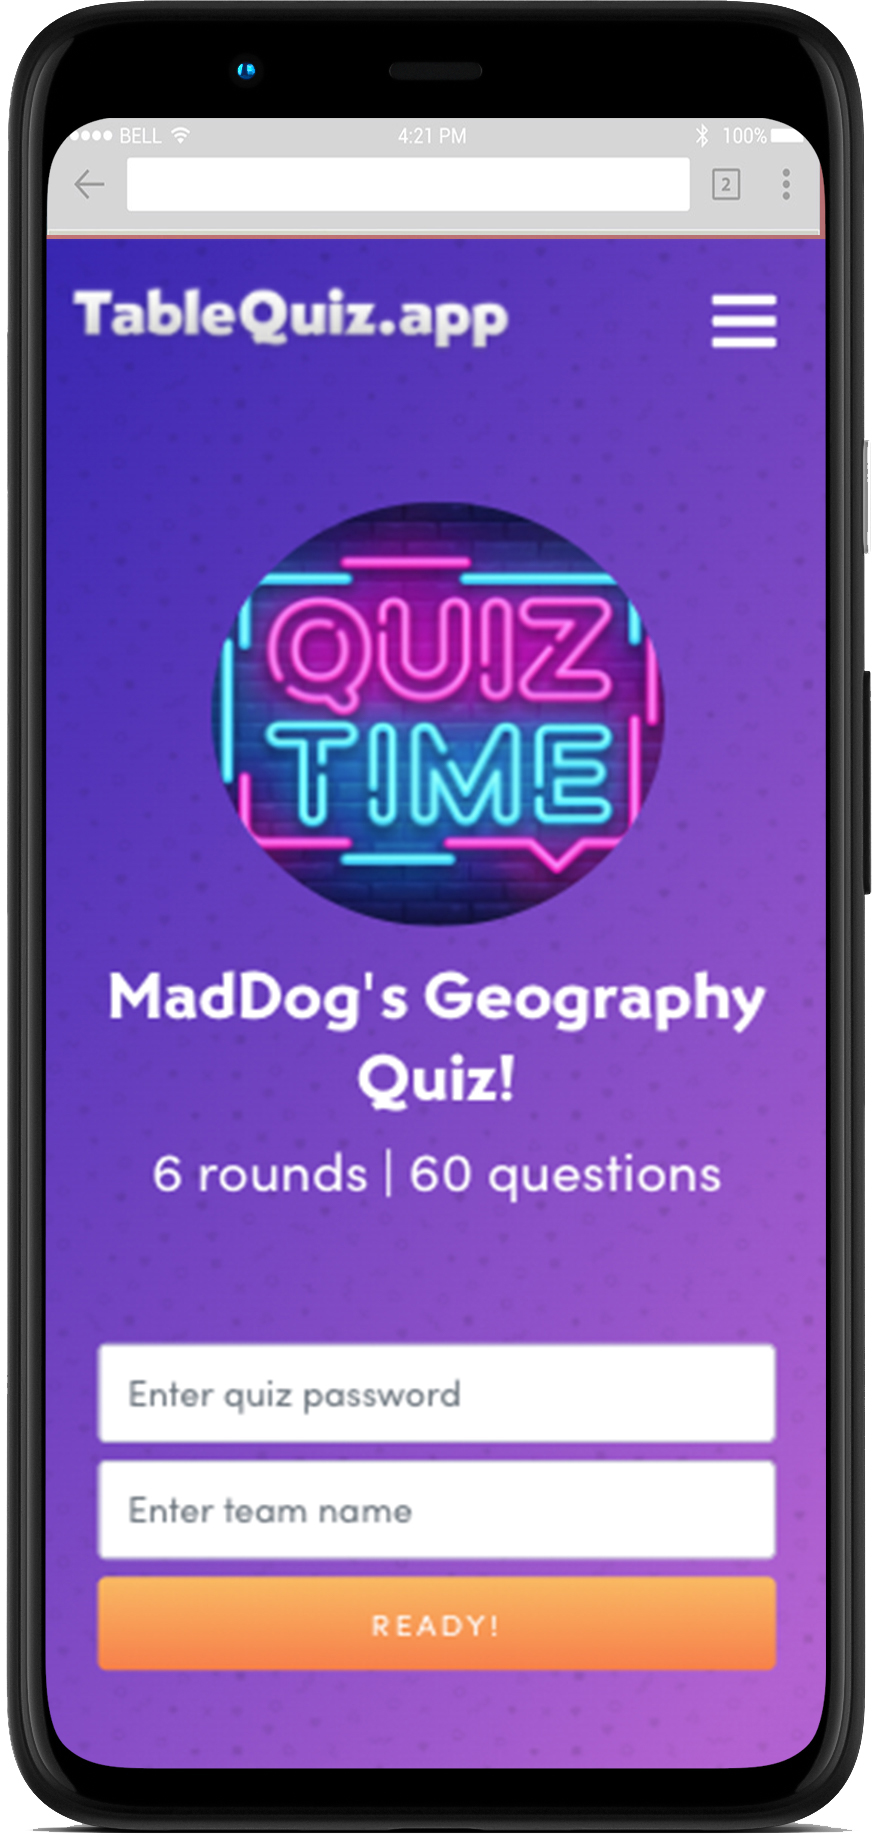 BELL 4:21 PM 100%
2
TableQuiz.app
QUIZ
TIME
MadDog's Geography
Quiz!
6 rounds | 60 questions
Enter quiz password
Enter team name
READY!